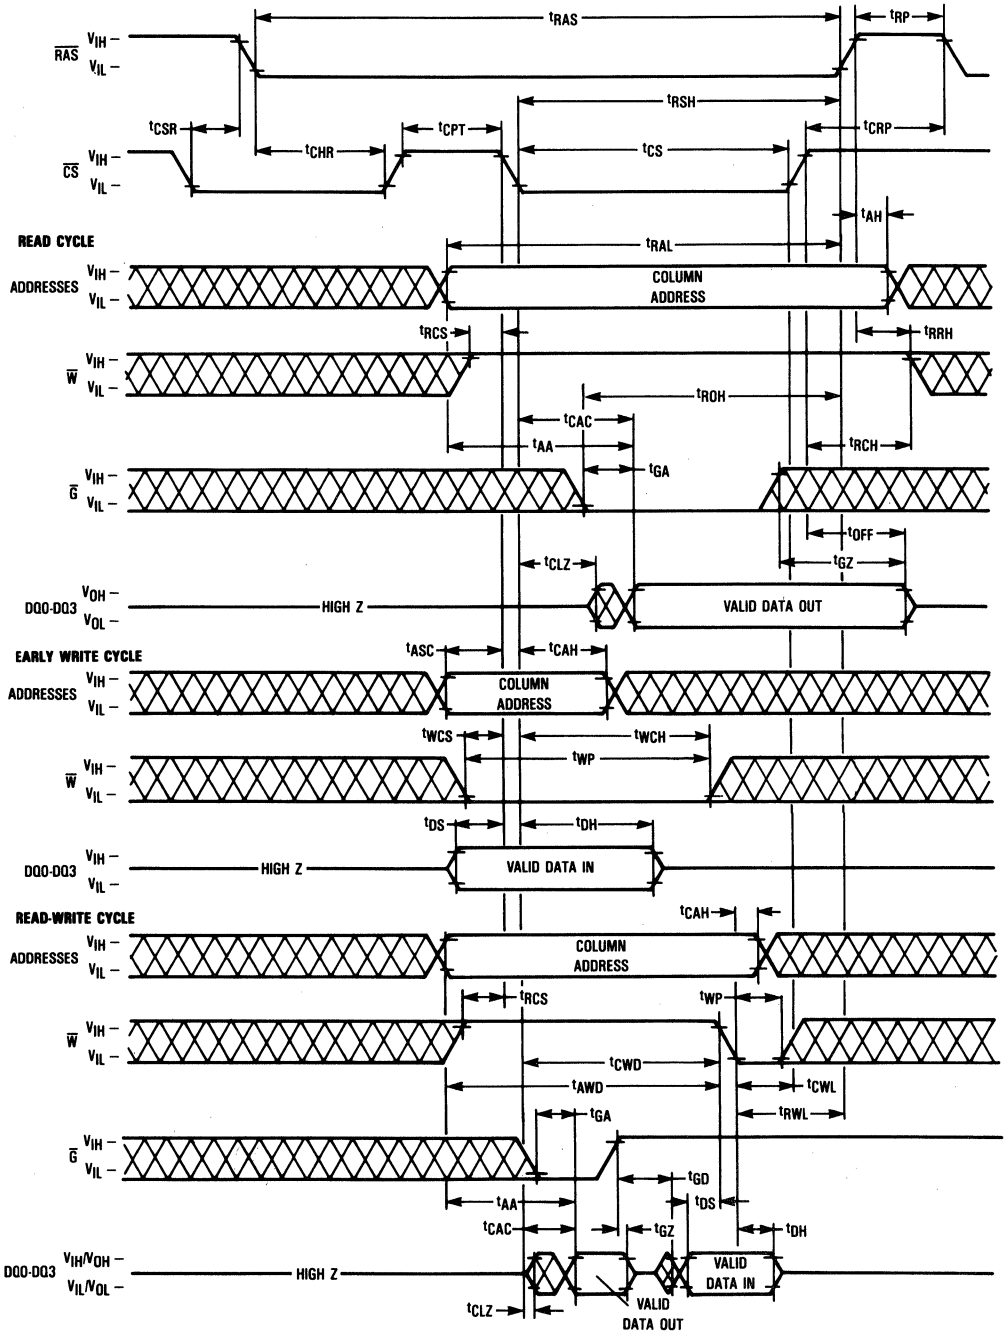 tRAS
tRP
RAS
VIH
VIL
tRSH
tCSR
tCPT
tCRP
tCHR
tCS
CS
VIH
VIL
tAH
READ CYCLE
tRAL
ADDRESSES
VIH
VIL
COLUMN
ADDRESS
tRCS
tRRH
W
VIH
VIL
tROH
tCAC
tAA
tRCH
tGA
G
VIH
VIL
tOFF
tCLZ
tGZ
DQ0-DQ3
VOH
VOL
HIGH Z
VALID DATA OUT
EARLY WRITE CYCLE
tASC
tCAH
ADDRESSES
VIH
VIL
COLUMN
ADDRESS
tWCS
tWCH
tWP
W
VIH
VIL
tDS
tDH
DQ0-DQ3
VIH
VIL
HIGH Z
VALID DATA IN
READ-WRITE CYCLE
tCAH
ADDRESSES
VIH
VIL
COLUMN
ADDRESS
tRCS
tWP
W
VIH
VIL
tCWD
tAWD
tCWL
tRWL
tGA
G
VIH
VIL
tGD
tAA
tDS
tCAC
tGZ
tDH
DQ0-DQ3
VIH/VOH
VIL/VOL
HIGH Z
VALID
DATA IN
tCLZ
VALID
DATA OUT